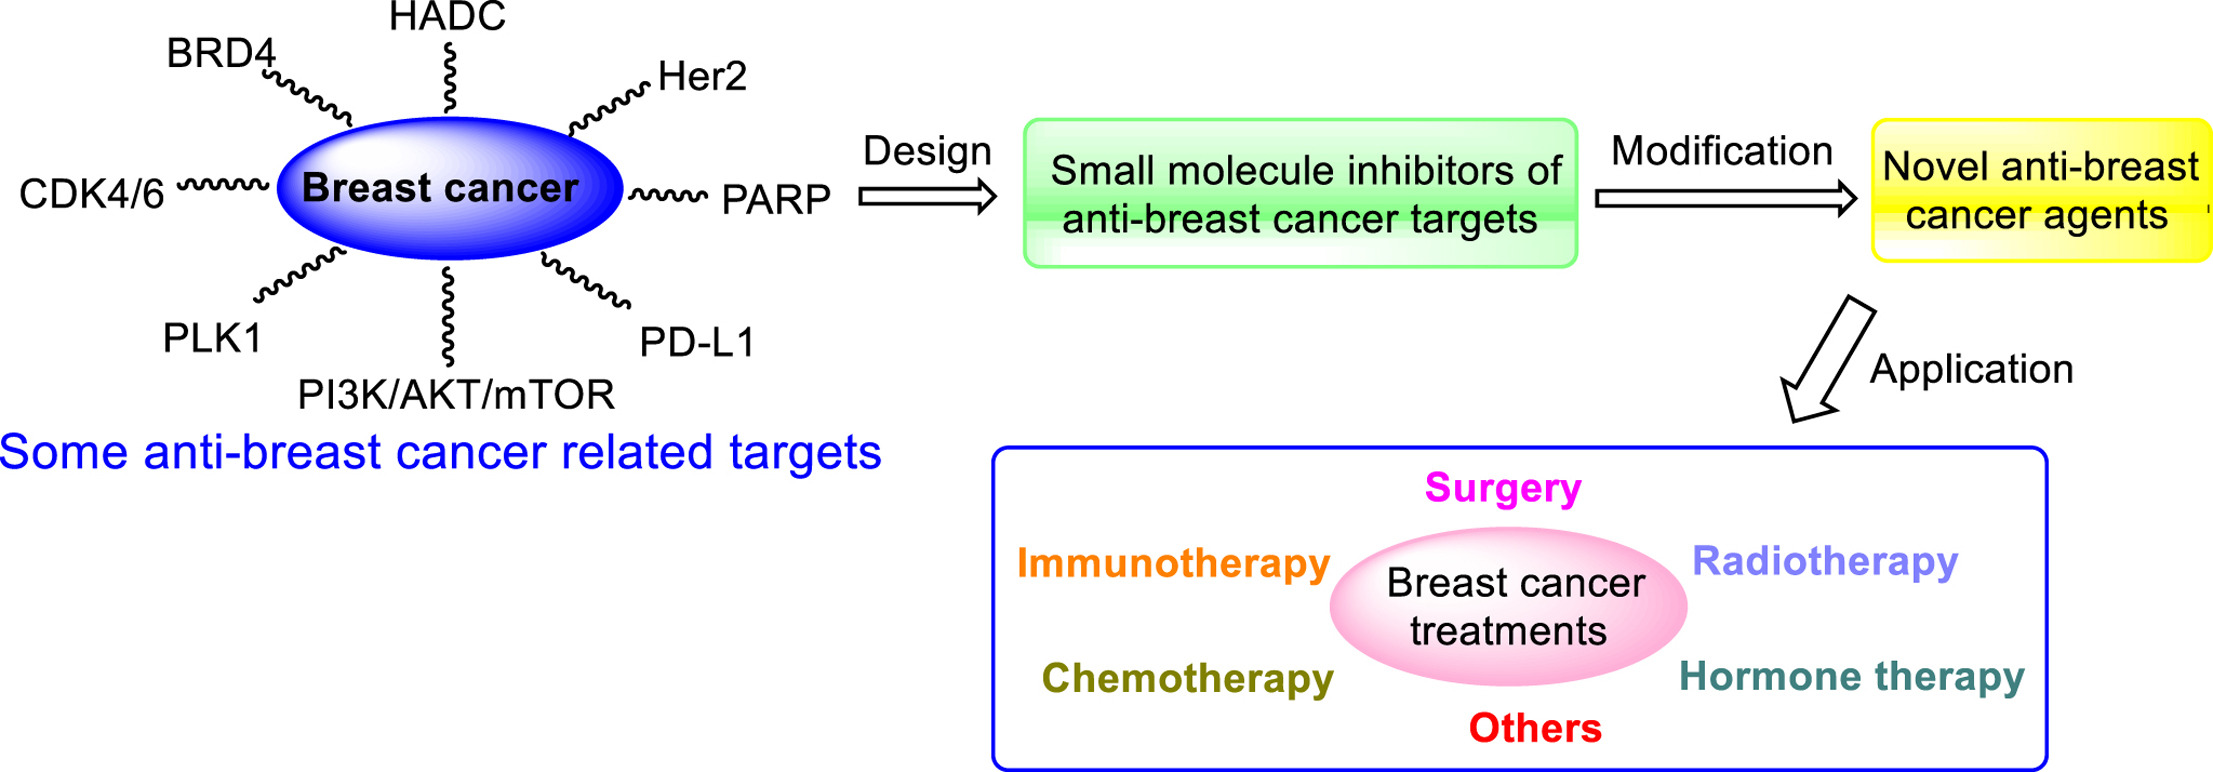 HADC
BRD4
Her2
CDK4/6
Breast cancer
PARP
PLK1
PD-L1
PI3K/AKT/mTOR
Some anti-breast cancer related targets
Design
Small molecule inhibitors of
anti-breast cancer targets
Modification
Novel anti-breast
cancer agents
Application
Surgery
Immunotherapy
Radiotherapy
Breast cancer
treatments
Chemotherapy
Hormone therapy
Others